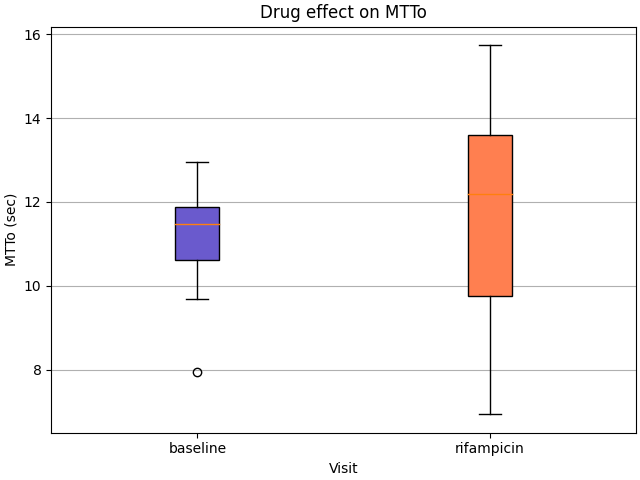 Drug effect on MTTo
MTTo (sec)
16
14
12
10
8
baseline
rifampicin
Visit